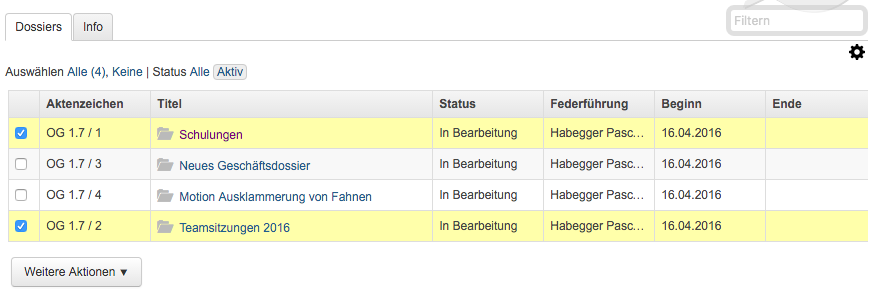 Filtern
Dossiers Info
Auswählen Alle (4), Keine | Status Alle Aktiv
Aktenzeichen Titel Status Federführung Beginn Ende
OG 1.7 / 1 Schulungen In Bearbeitung Habegger Pasc... 16.04.2016
OG 1.7 / 3 Neues Geschäftsdossier In Bearbeitung Habegger Pasc... 16.04.2016
OG 1.7 / 4 Motion Ausklammerung von Fahnen In Bearbeitung Habegger Pasc... 16.04.2016
OG 1.7 / 2 Teamsitzungen 2016 In Bearbeitung Habegger Pasc... 16.04.2016
Weitere Aktionen ▼